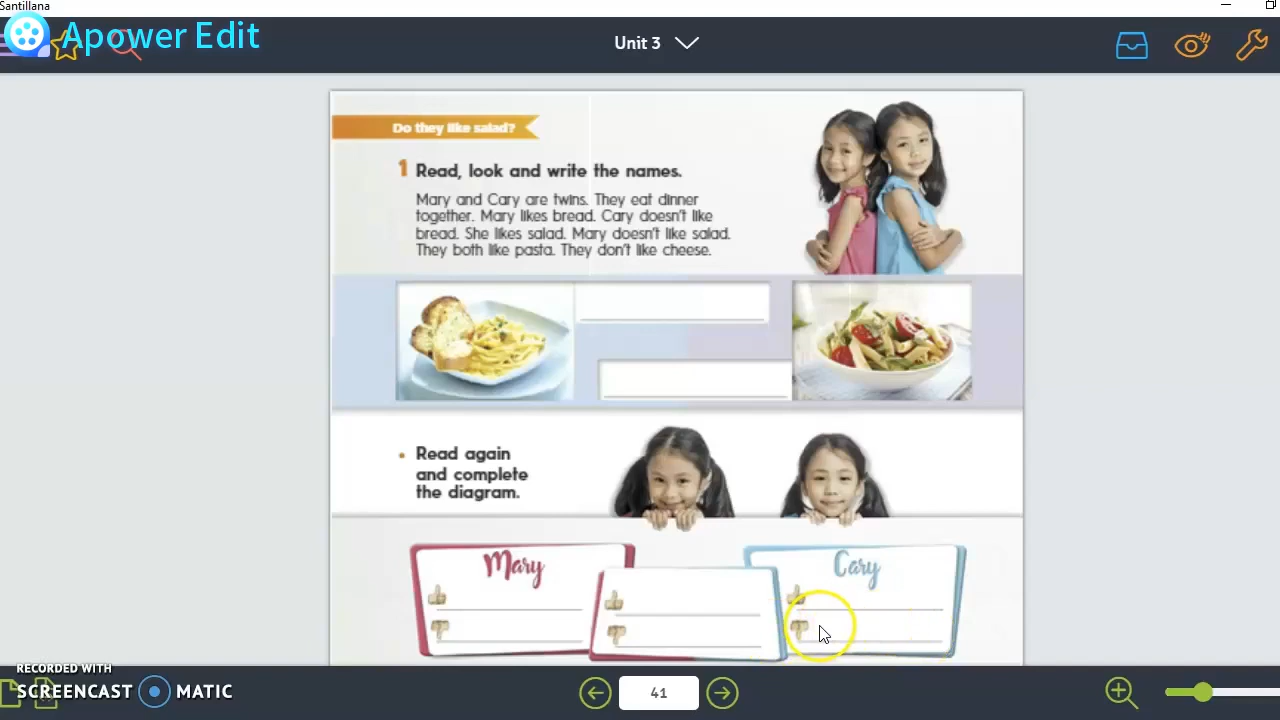 Santillana
Apower Edit
Unit 3
Do they like salad?
1 Read, look and write the names.
Mary and Cary are twins. They eat dinner
together. Mary likes bread. Cary doesn't like
bread. She likes salad. Mary doesn't like salad.
They both like pasta. They don't like cheese.
• Read again
and complete
the diagram.
Mary
Cary
RECORDED WITH
SCREENCAST MATIC
41